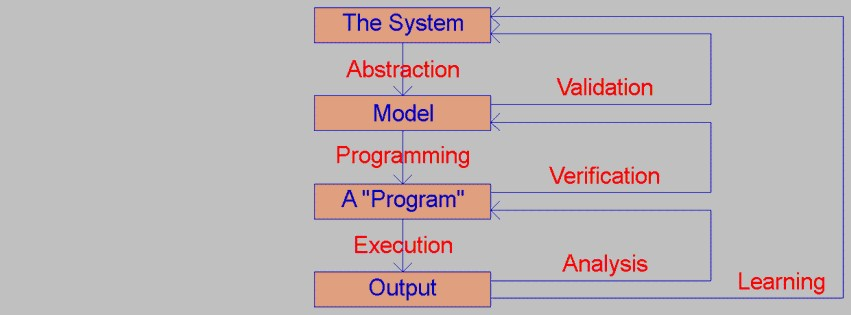 The System
Abstraction
Validation
Model
Programming
Verification
A "Program"
Execution
Analysis
Learning
Output